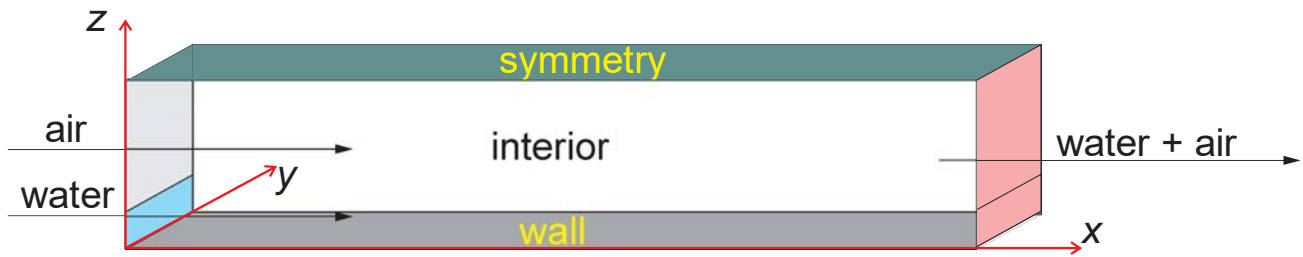 z
symmetry
air
interior
water + air
y
water
wall
x